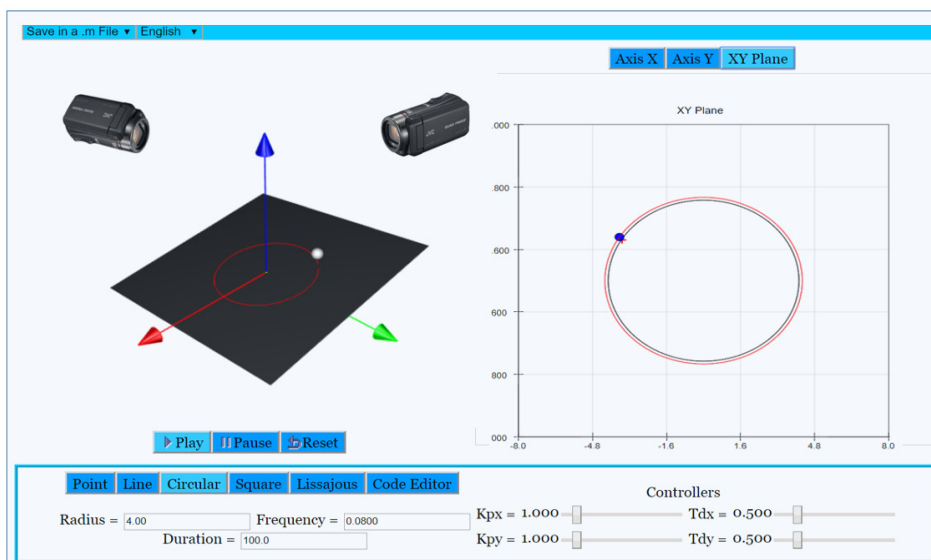 Save in a .m File ▾ English ▾
Axis X Axis Y XY Plane
XY Plane
.000
.800
.600
600
800
000
-8.0 -4.8 -1.6 1.6 4.8 8.0
JVC
Play Pause Reset
Point Line Circular Square Lissajous Code Editor
Controllers
Radius = 4.00 Frequency = 0.0800
Duration = 100.0
Kpx = 1.000 Tdx = 0.500
Kpy = 1.000 Tdy = 0.500